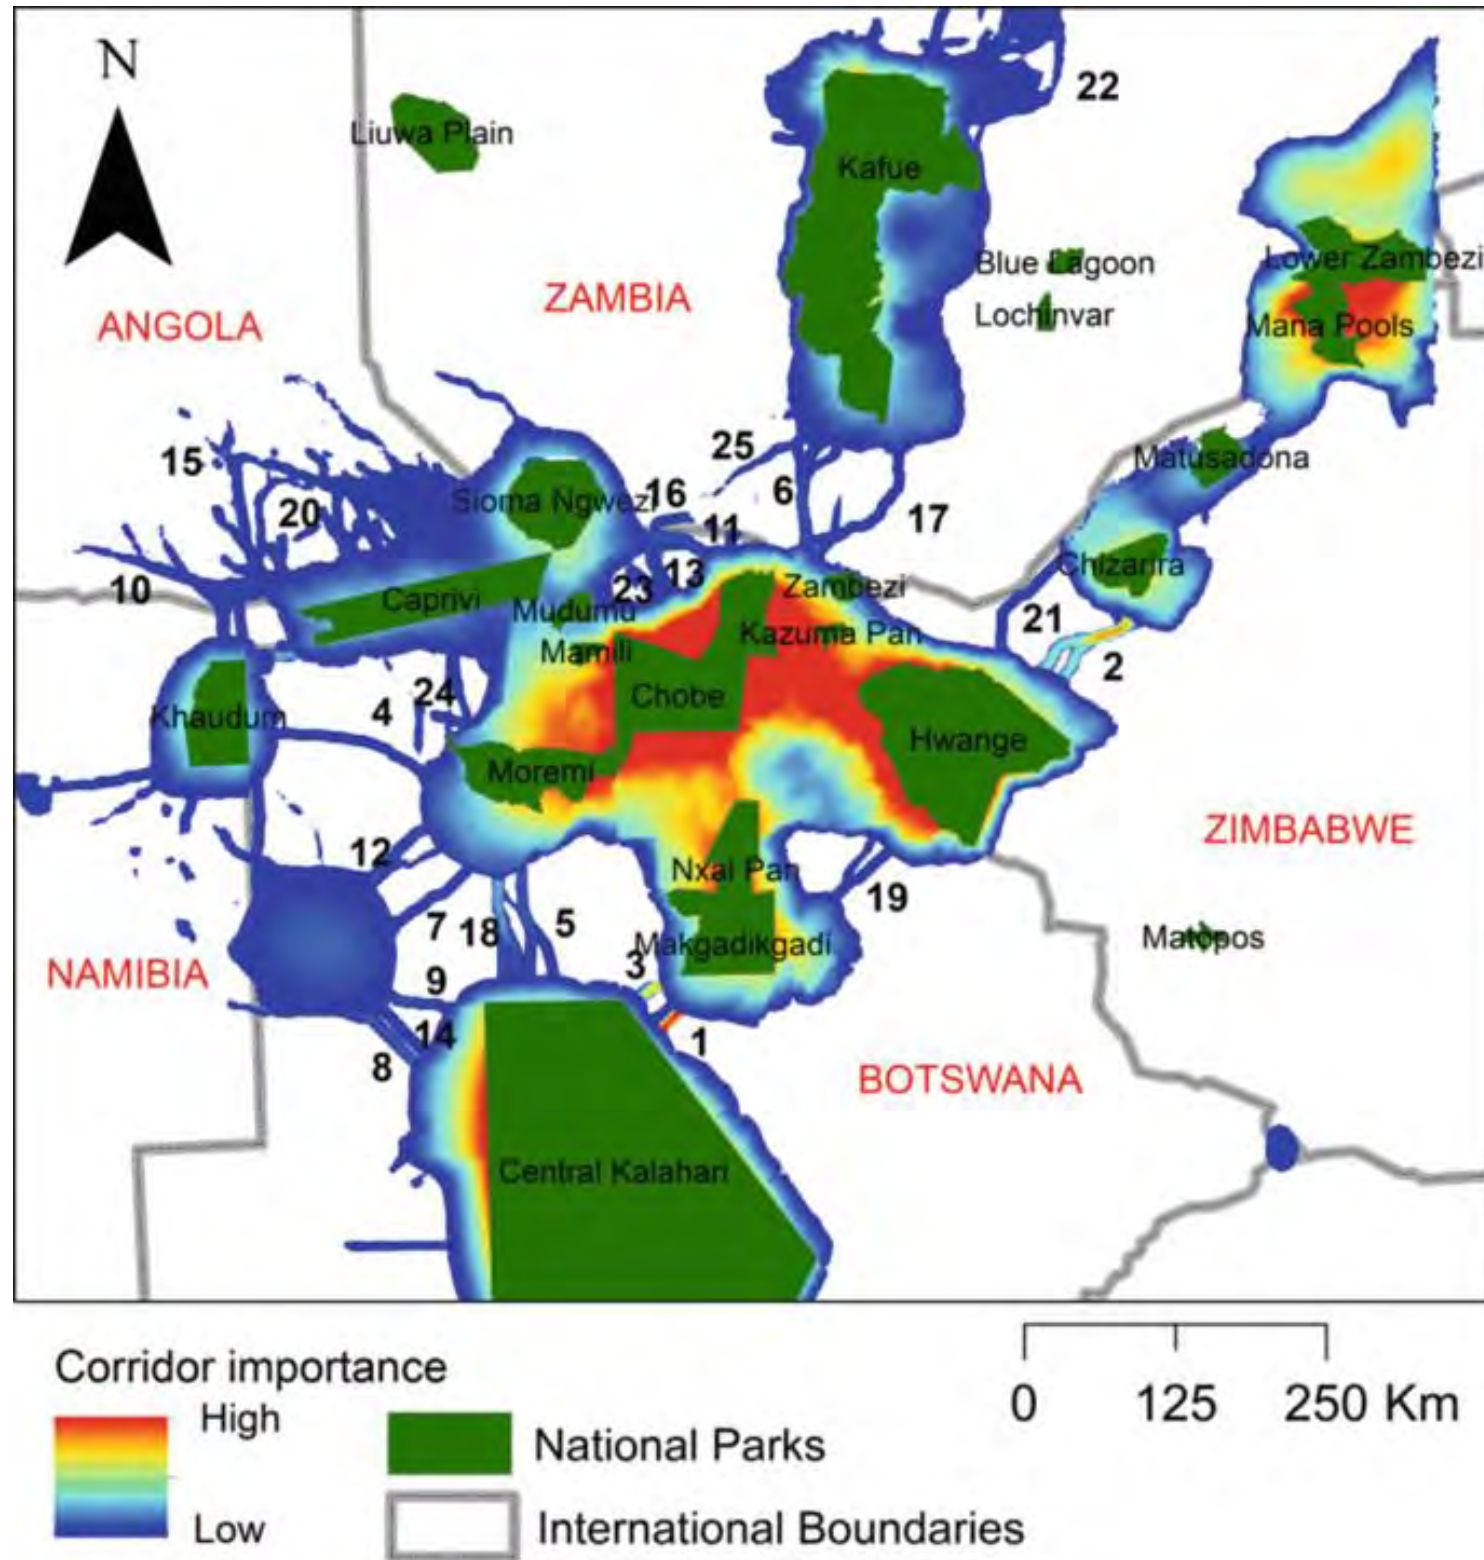 N
22
Liuwa Plain
Kafue
Blue Lagoon
Lower Zambezi
ZAMBIA
Lochinvar
Mana Pools
ANGOLA
25
15
Matusadona
Sioma Ngwezi
16
6
20
11
17
Chizarira
10
Caprivi
23
13
Zambezi
Mudumu
21
Kazuma Pan
Mamili
2
24
Chobe
4
Khaudum
Hwange
Moremi
ZIMBABWE
12
Nxai Pan
19
7
18
5
Makgadikgadi
Matopos
3
NAMIBIA
9
14
1
8
BOTSWANA
Central Kalahari
Corridor importance
High
Low
National Parks
International Boundaries
0 125 250 Km